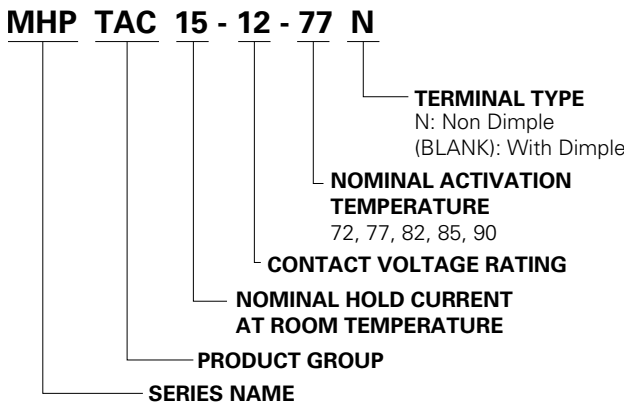 MHP TAC 15 - 12 - 77 N
TERMINAL TYPE
N: Non Dimple
(BLANK): With Dimple
NOMINAL ACTIVATION
TEMPERATURE
72, 77, 82, 85, 90
CONTACT VOLTAGE RATING
NOMINAL HOLD CURRENT
AT ROOM TEMPERATURE
PRODUCT GROUP
SERIES NAME